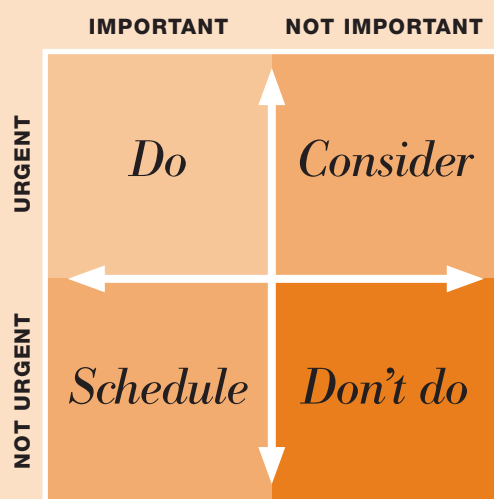 IMPORTANT
NOT IMPORTANT
URGENT
Do
Consider
NOT URGENT
Schedule
Don’t do